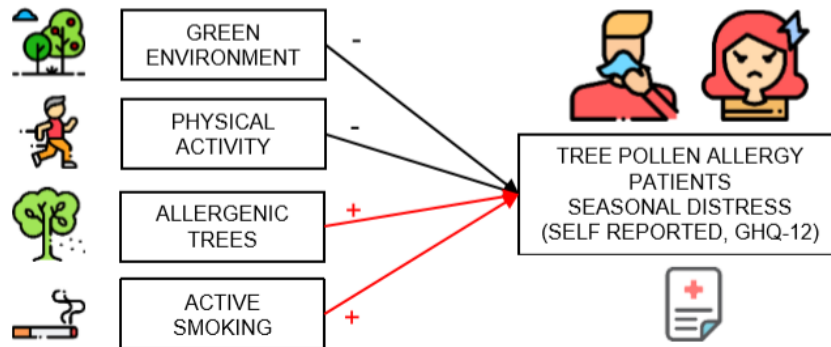 GREEN
ENVIRONMENT
-
PHYSICAL
ACTIVITY
-
ALLERGENIC
TREES
+
ACTIVE
SMOKING
+
TREE POLLEN ALLERGY
PATIENTS
SEASONAL DISTRESS
(SELF REPORTED, GHQ-12)